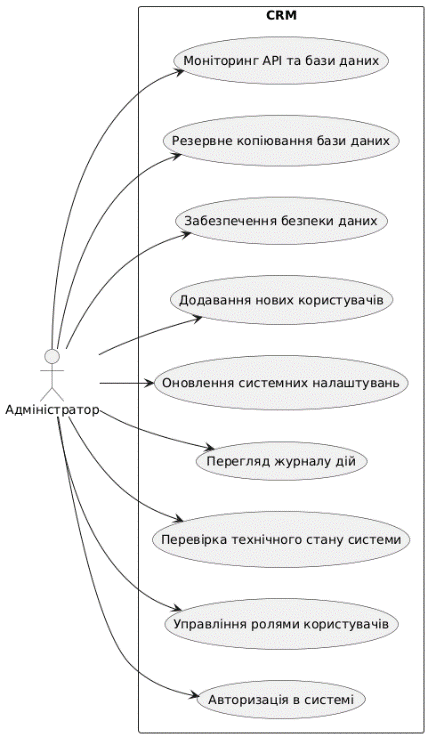 CRM
Моніторинг API та бази даних
Резервне копіювання бази даних
Забезпечення безпеки даних
Додавання нових користувачів
Оновлення системних налаштувань
Адміністратор
Перегляд журналу дій
Перевірка технічного стану системи
Управління ролями користувачів
Авторизація в системі